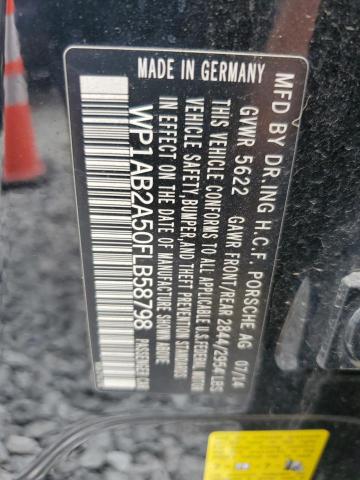 MFD BY DR.ING H.C.F. PORSCHE AG 07/14
GVWR 5622 GAWR FRONT/REAR 2844/2954 LBS
THIS VEHICLE CONFORMS TO ALL APPLICABLE U.S.FEDERAL MOTOR
VEHICLE SAFETY,BUMPER,AND THEFT PREVENTION STANDARDS
IN EFFECT ON THE DATE OF MANUFACTURE SHOWN ABOVE
WP1AB2A50FLB58798 PASSENGER CAR
MADE IN GERMANY